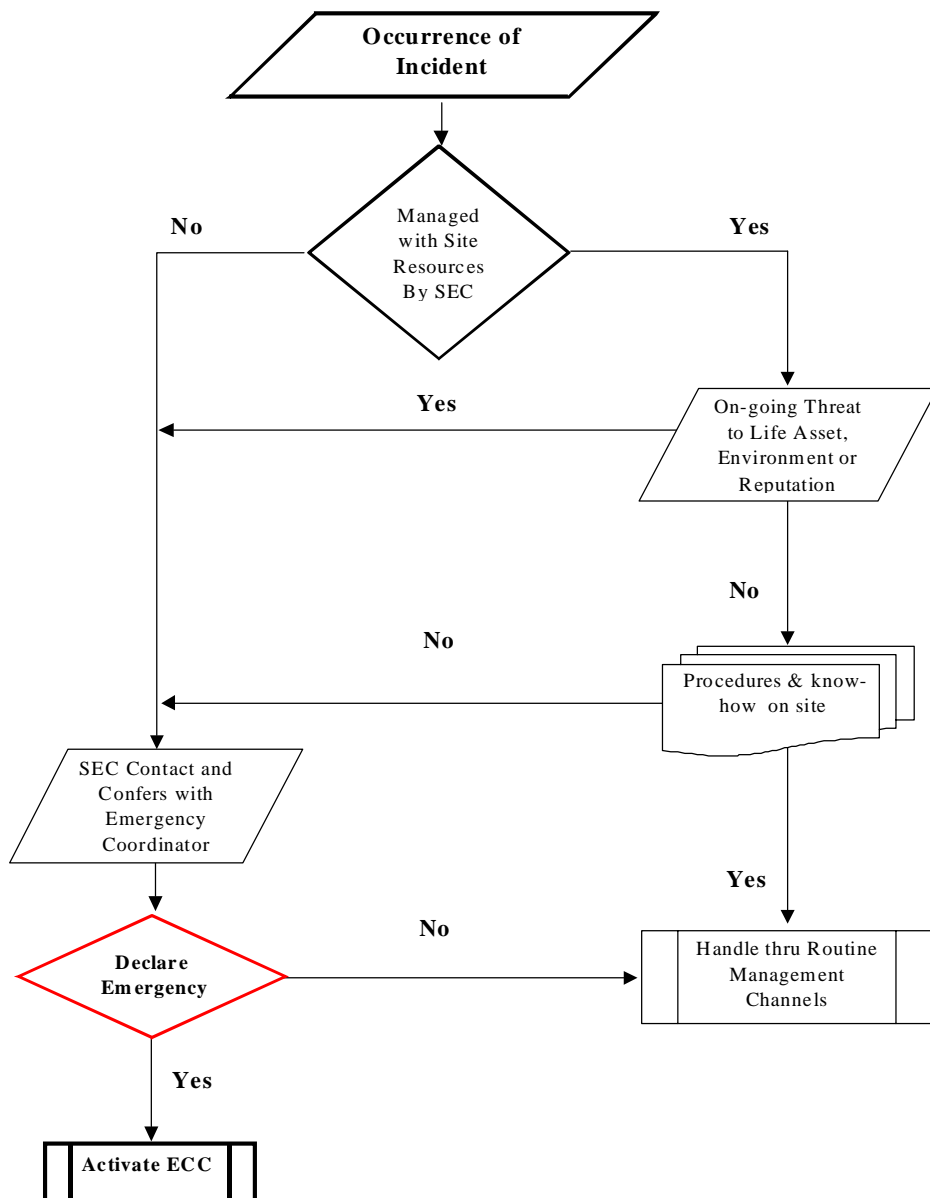 Occurrence of
Incident
No
Managed
with Site
Resources
By SEC
Yes
Yes
On-going Threat
to Life Asset,
Environment or
Reputation
No
No
Procedures & know-
how on site
SEC Contact and
Confers with
Emergency
Coordinator
Yes
No
Declare
Emergency
Handle thru Routine
Management
Channels
Yes
Activate ECC